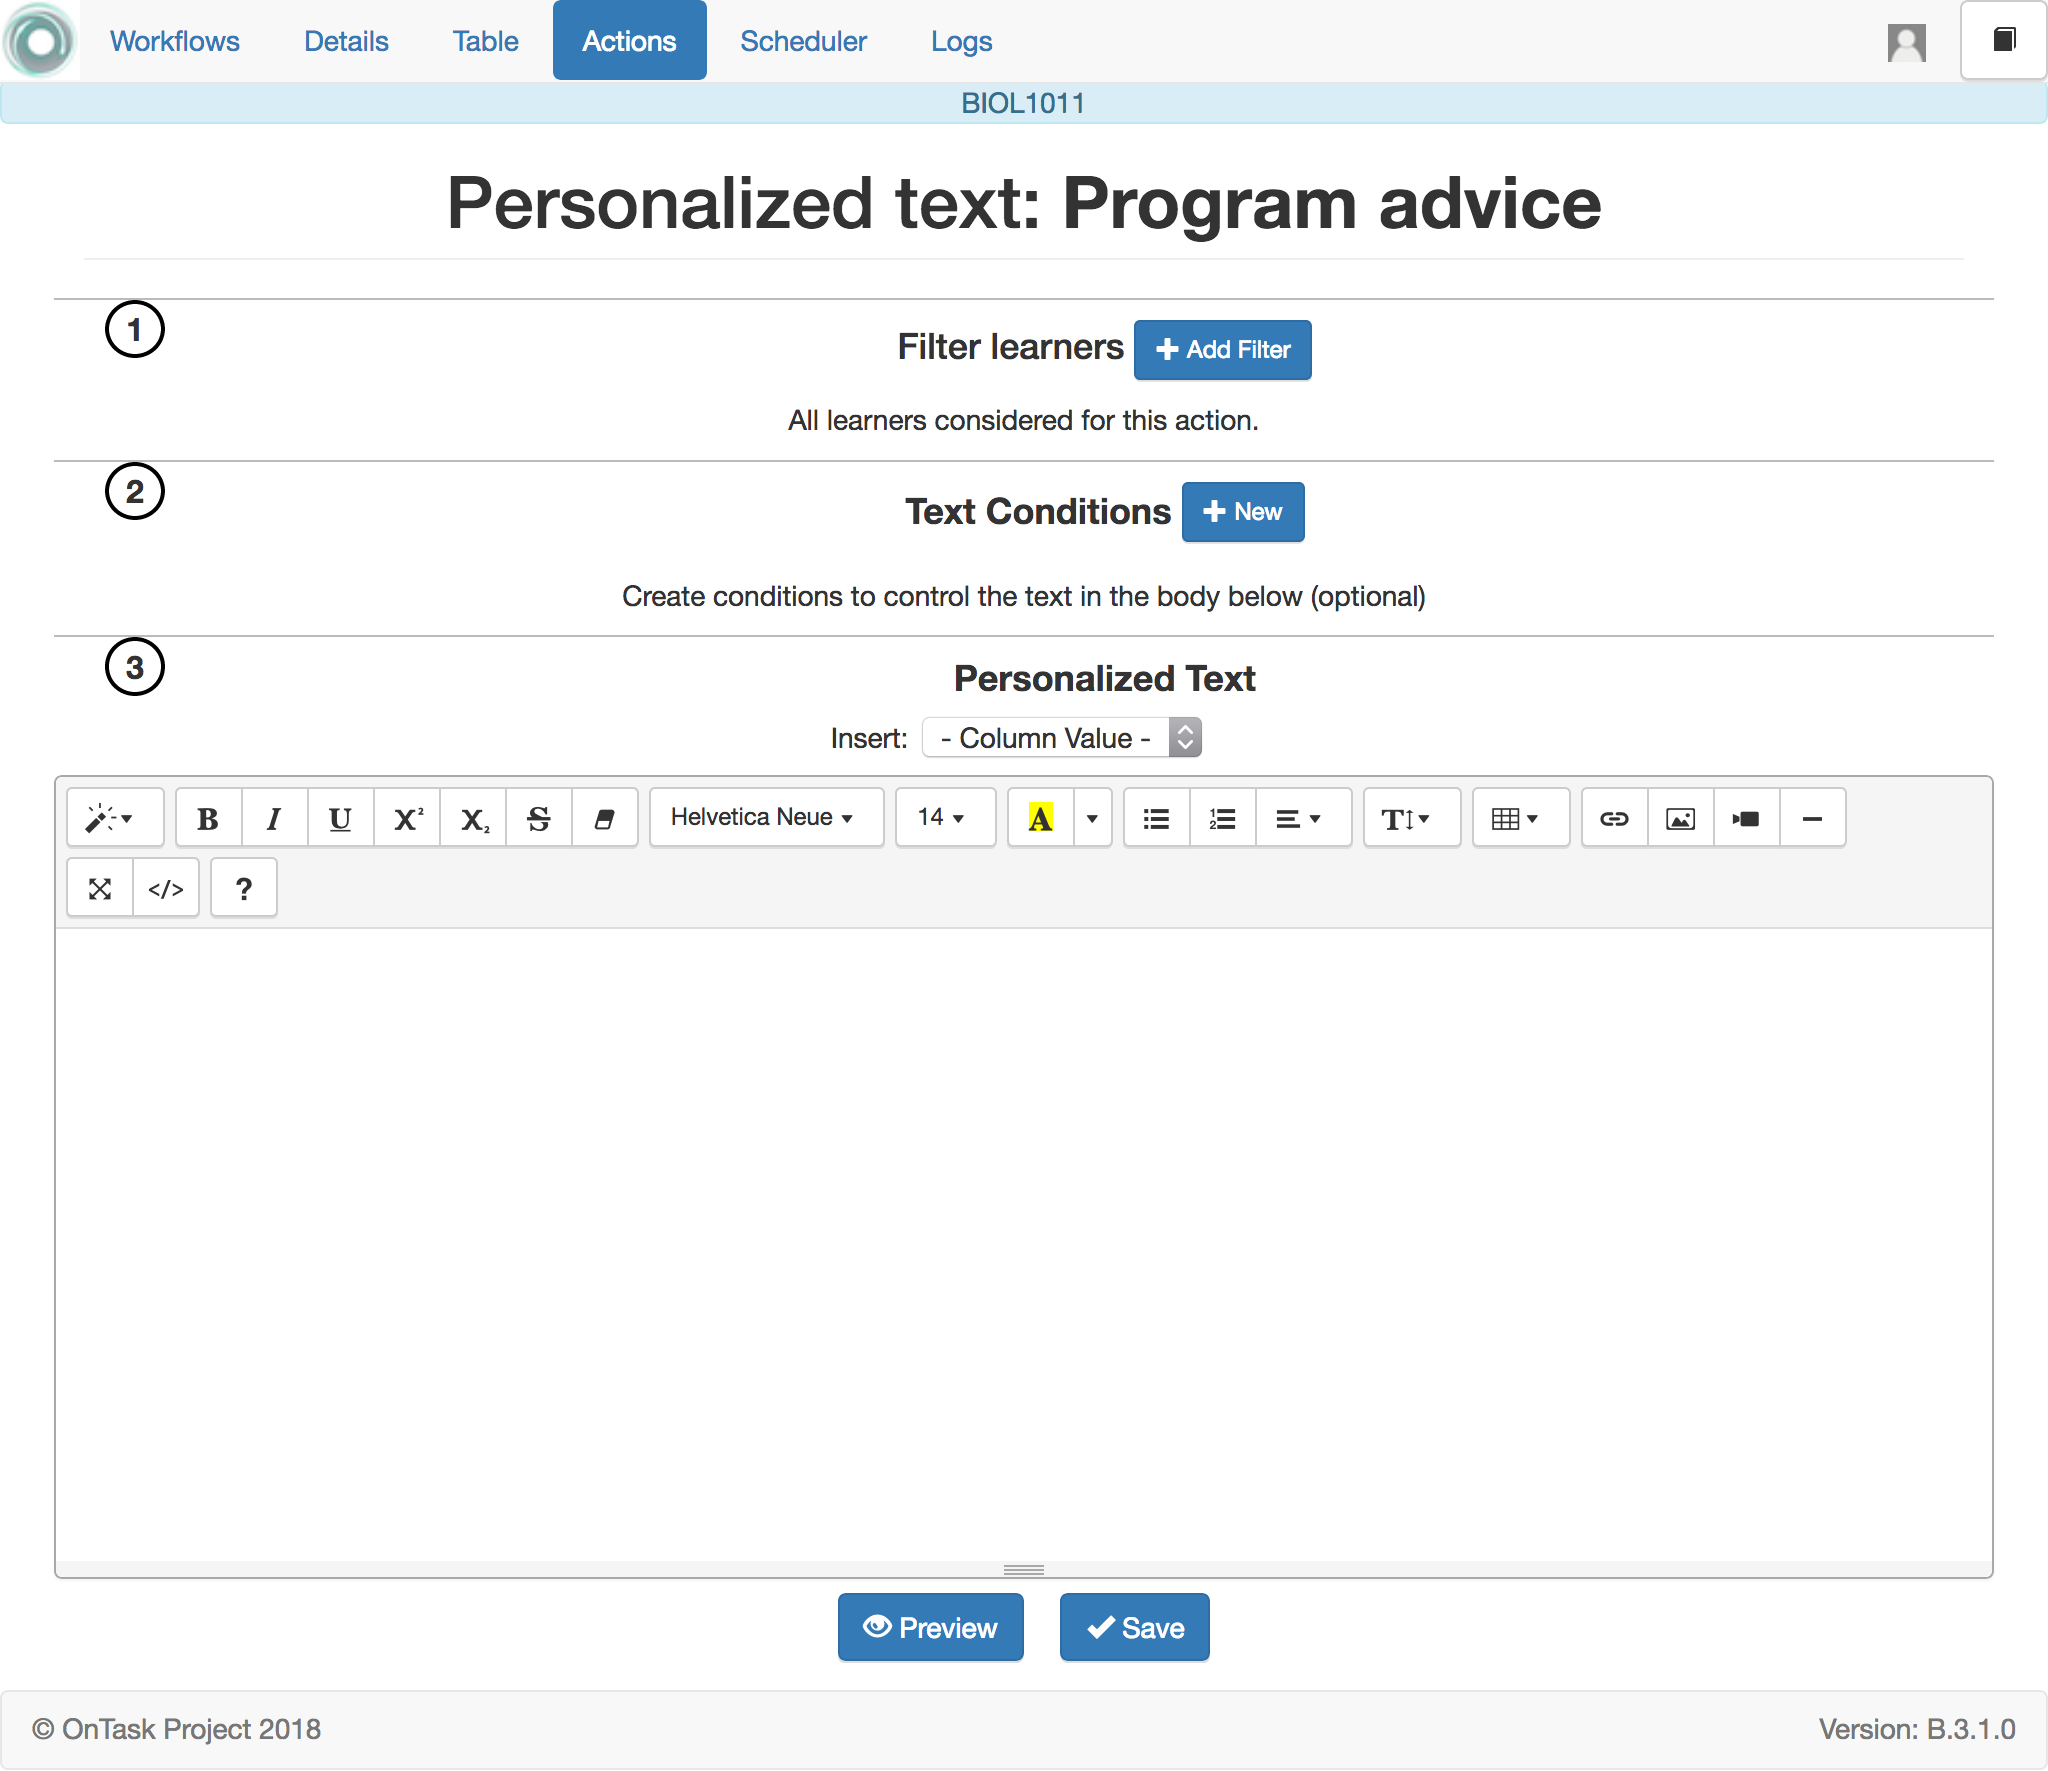 Workflows Details Table Actions Scheduler Logs
BIOL1011
Personalized text: Program advice
1
Filter learners Add Filter
All learners considered for this action.
2
Text Conditions New
Create conditions to control the text in the body below (optional)
3
Personalized Text
Insert: - Column Value -
B I U X² X₂ S Helvetica Neue 14 A T
</> ?
Preview Save
© OnTask Project 2018 Version: B.3.1.0